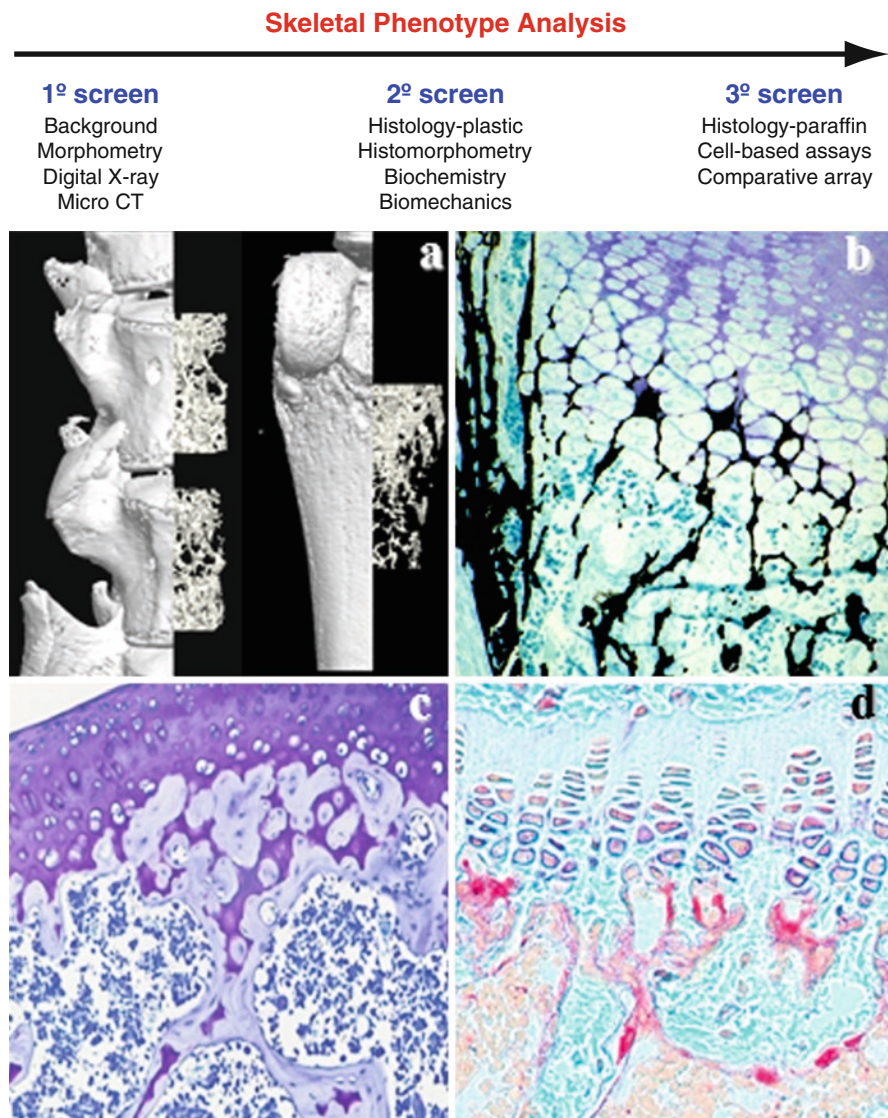 Skeletal Phenotype Analysis
1º screen
Background
Morphometry
Digital X-ray
Micro CT
2º screen
Histology-plastic
Histomorphometry
Biochemistry
Biomechanics
3º screen
Histology-paraffin
Cell-based assays
Comparative array
a
b
c
d